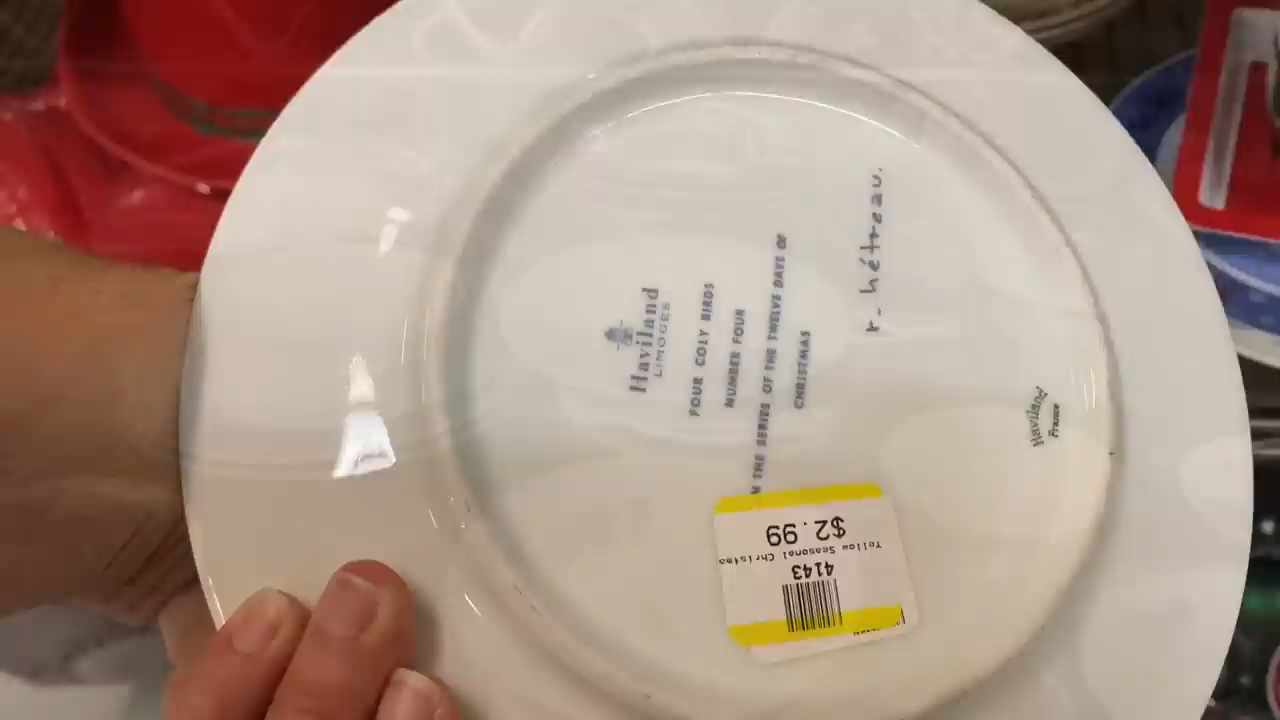 Haviland
LIMOGES
FOUR COLY BIRDS
NUMBER FOUR
THE SERIES OF THE TWELVE DAYS OF
CHRISTMAS
r. hétreau.
Haviland
France
$2.99
Yellow Seasonal Christma
4143